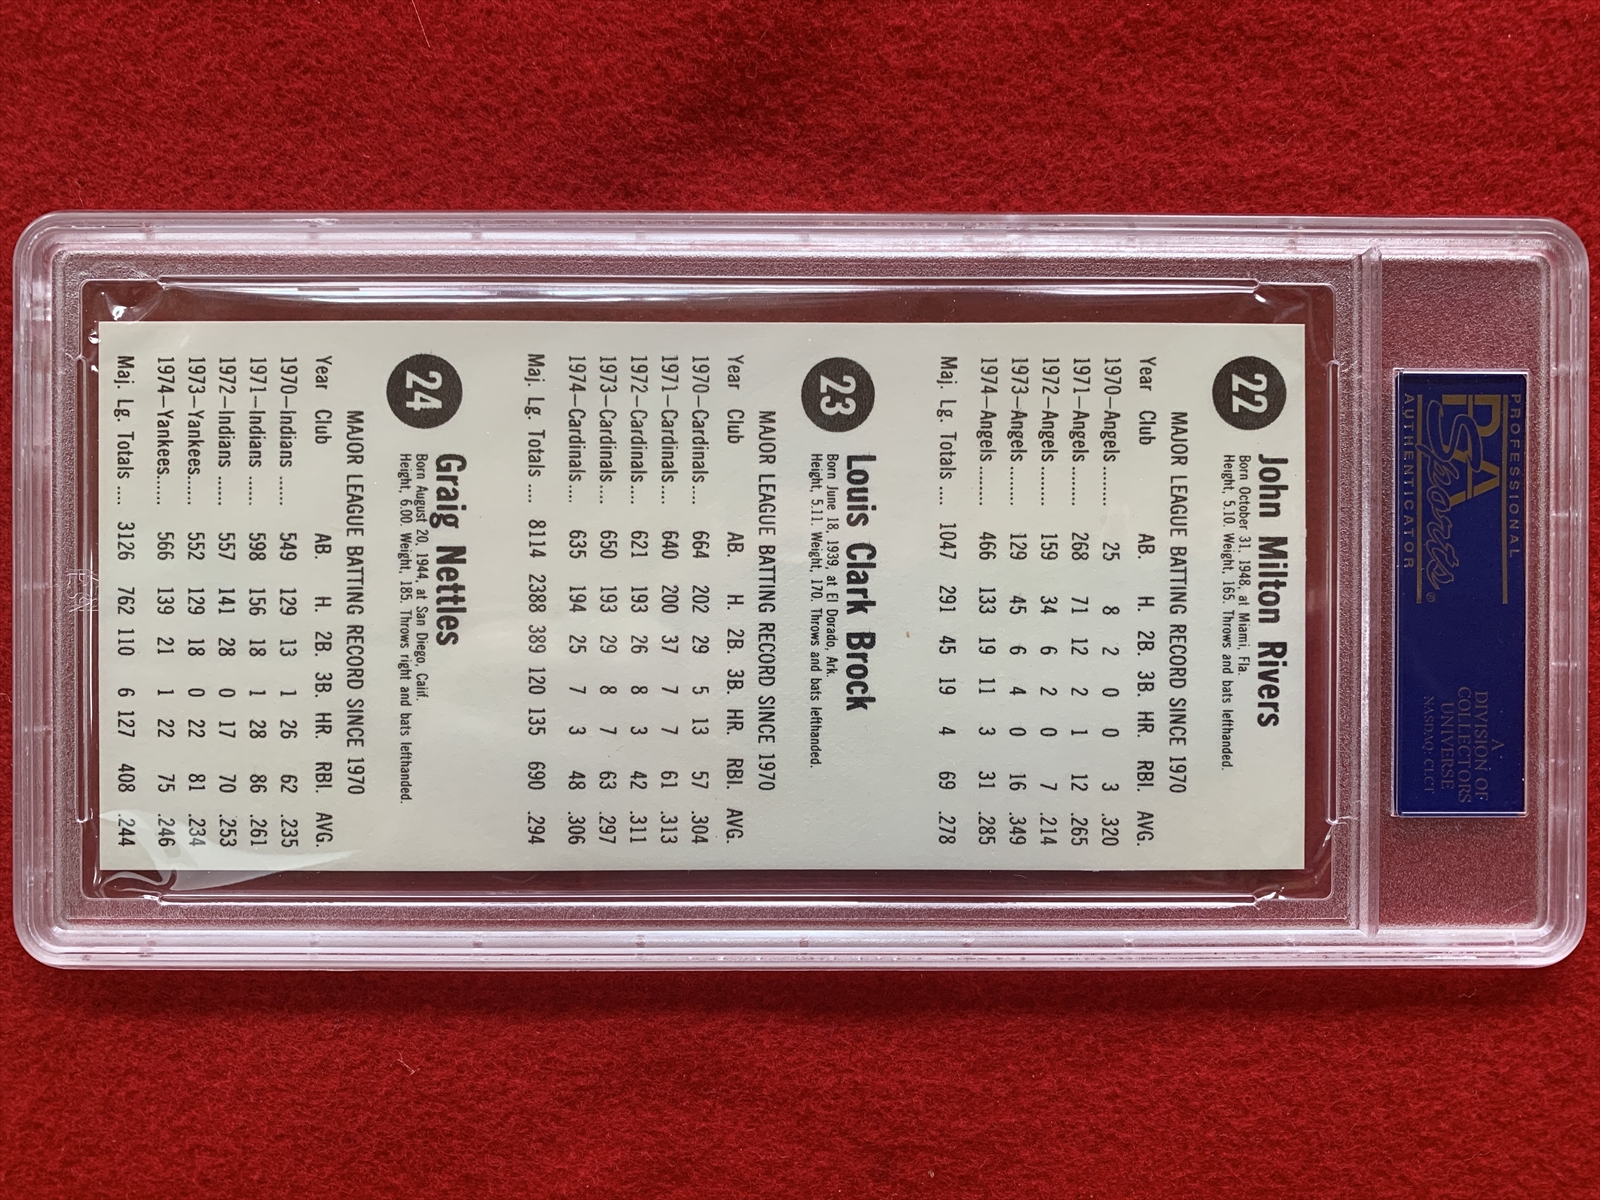 PROFESSIONAL
PSA
Sports®
AUTHENTICATOR
A
DIVISION OF
COLLECTORS
UNIVERSE
NASDAQ: CLCT
22 John Milton Rivers
Born October 31, 1948, at Miami, Fla.
Height, 5.10. Weight, 165. Throws and bats lefthanded.
MAJOR LEAGUE BATTING RECORD SINCE 1970
Year Club AB. H. 2B. 3B. HR. RBI. AVG.
1970—Angels ........ 25 8 2 0 0 3 .320
1971—Angels ........ 268 71 12 2 1 12 .265
1972—Angels ........ 159 34 6 2 0 7 .214
1973—Angels ........ 129 45 6 4 0 16 .349
1974—Angels ........ 466 133 19 11 3 31 .285
Maj. Lg. Totals .... 1047 291 45 19 4 69 .278
23 Louis Clark Brock
Born June 18, 1939, at El Dorado, Ark.
Height, 5.11. Weight, 170. Throws and bats lefthanded.
MAJOR LEAGUE BATTING RECORD SINCE 1970
Year Club AB. H. 2B. 3B. HR. RBI. AVG.
1970—Cardinals.... 664 202 29 5 13 57 .304
1971—Cardinals.... 640 200 37 7 7 61 .313
1972—Cardinals.... 621 193 26 8 3 42 .311
1973—Cardinals.... 650 193 29 8 7 63 .297
1974—Cardinals.... 635 194 25 7 3 48 .306
Maj. Lg. Totals .... 8114 2388 389 120 135 690 .294
24 Graig Nettles
Born August 20, 1944, at San Diego, Calif.
Height, 6.00. Weight, 185. Throws right and bats lefthanded.
MAJOR LEAGUE BATTING RECORD SINCE 1970
Year Club AB. H. 2B. 3B. HR. RBI. AVG.
1970—Indians ...... 549 129 13 1 26 62 .235
1971—Indians ...... 598 156 18 1 28 86 .261
1972—Indians ...... 557 141 28 0 17 70 .253
1973—Yankees...... 552 129 18 0 22 81 .234
1974—Yankees...... 566 139 21 1 22 75 .246
Maj. Lg. Totals .... 3126 762 110 6 127 408 .244